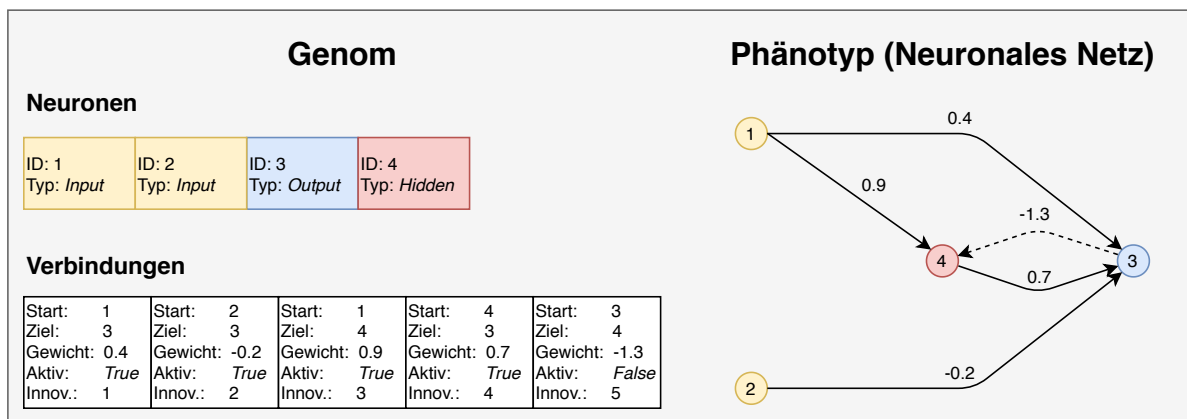 Genom
Neuronen
ID: 1 ID: 2 ID: 3 ID: 4
Typ: Input Typ: Input Typ: Output Typ: Hidden
Verbindungen
Start: 1 Start: 2 Start: 1 Start: 4 Start: 3
Ziel: 3 Ziel: 3 Ziel: 4 Ziel: 3 Ziel: 4
Gewicht: 0.4 Gewicht: -0.2 Gewicht: 0.9 Gewicht: 0.7 Gewicht: -1.3
Aktiv: True Aktiv: True Aktiv: True Aktiv: True Aktiv: False
Innov.: 1 Innov.: 2 Innov.: 3 Innov.: 4 Innov.: 5
Phänotyp (Neuronales Netz)
0.4
1
0.9
-1.3
4
3
0.7
-0.2
2